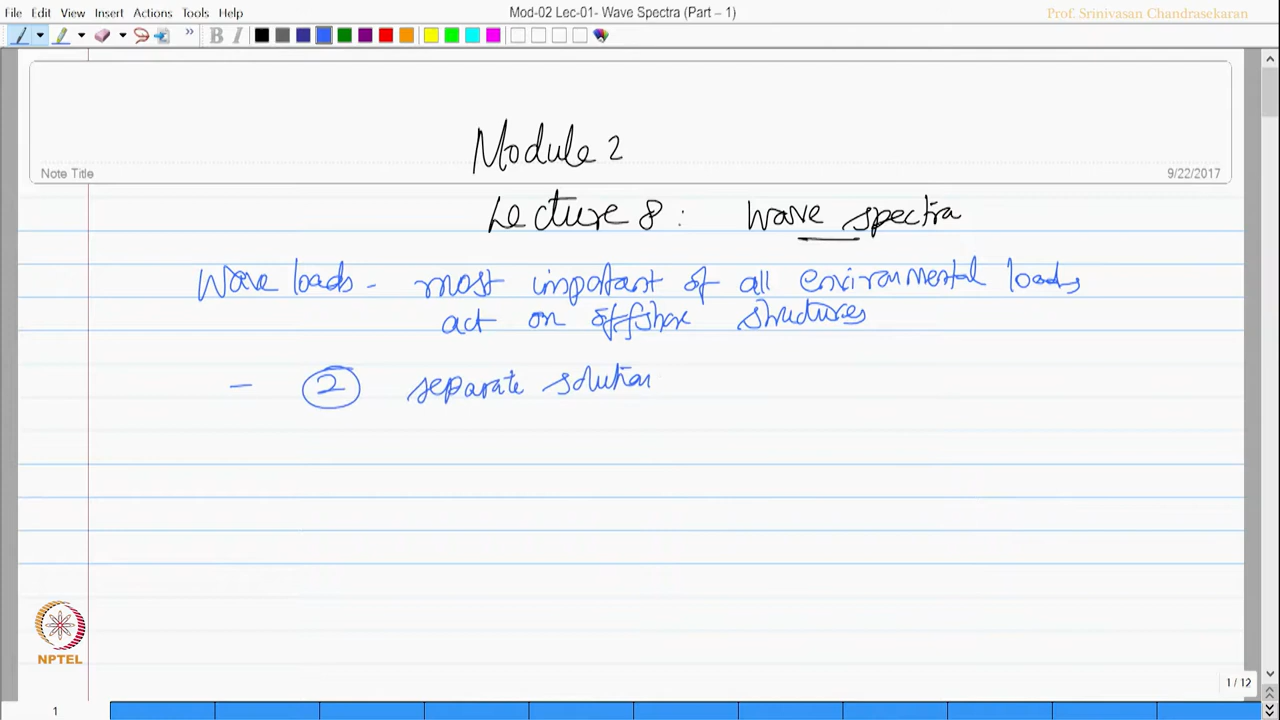 File Edit View Insert Actions Tools Help
Mod-02 Lec-01- Wave Spectra (Part – 1)
Prof. Srinivasan Chandrasekaran
B I
Module 2
Note Title
9/22/2017
Lecture 8 : Wave spectra
Wave loads - most important of all environmental loads
act on offshore structures
- 2 separate solution
NPTEL
1 / 12
1